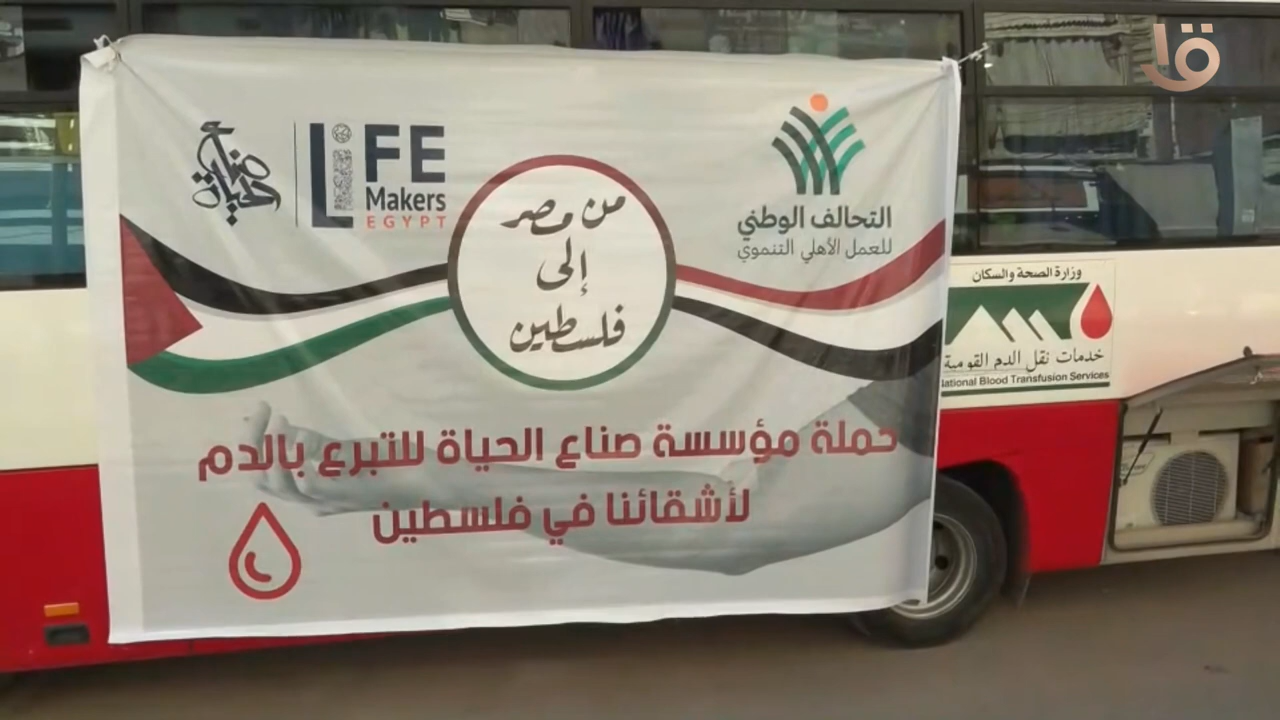 صناع الحياة
LIFE
Makers
EGYPT
التحالف الوطني
للعمل الأهلي التنموي
من مصر
إلى
فلسطين
حملة مؤسسة صناع الحياة للتبرع بالدم
لأشقائنا في فلسطين
وزارة الصحة والسكان
خدمات نقل الدم القومية
National Blood Transfusion Services